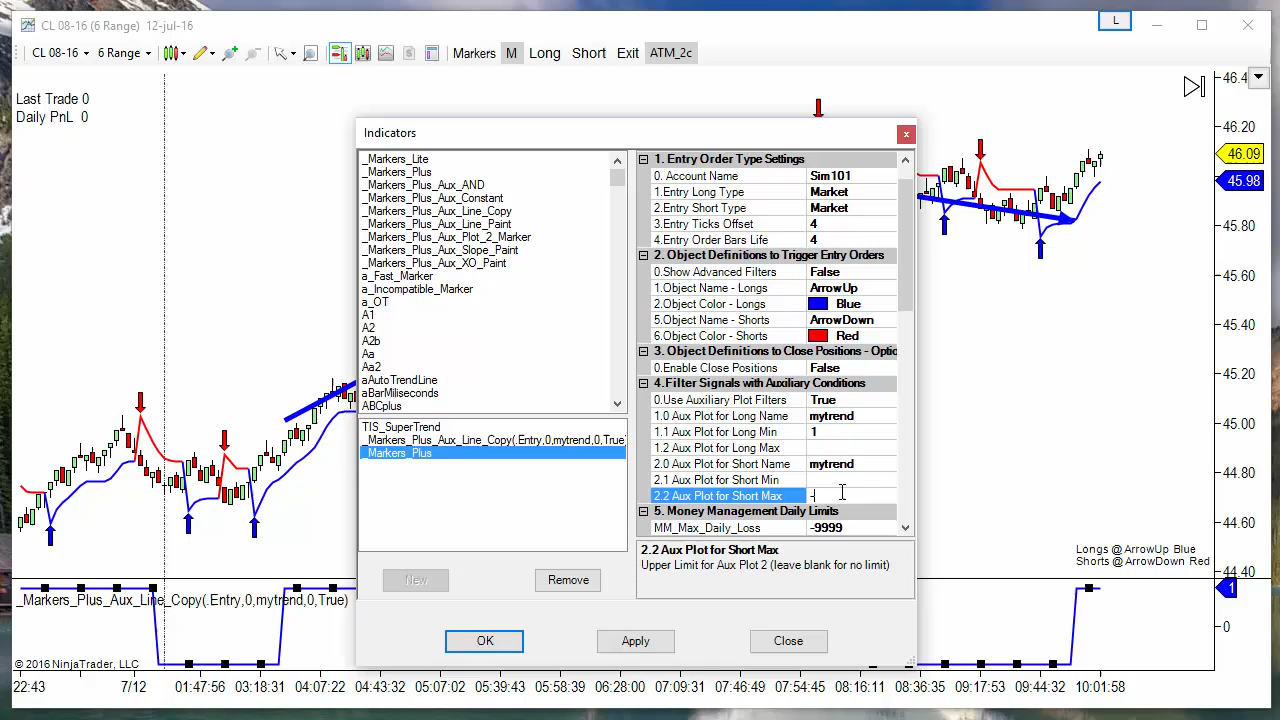 CL 08-16 (6 Range) 12-jul-16
L
CL 08-16 6 Range $ Markers M Long Short Exit ATM_2c
Last Trade 0
Daily PnL 0
Indicators
x
_Markers_Lite
_Markers_Plus
_Markers_Plus_Aux_AND
_Markers_Plus_Aux_Constant
_Markers_Plus_Aux_Line_Copy
_Markers_Plus_Aux_Line_Paint
_Markers_Plus_Aux_Plot_2_Marker
_Markers_Plus_Aux_Slope_Paint
_Markers_Plus_Aux_XO_Paint
a_Fast_Marker
a_Incompatible_Marker
a_OT
A1
A2
A2b
Aa
Aa2
aAutoTrendLine
aBarMiliseconds
ABCplus
TIS_SuperTrend
_Markers_Plus_Aux_Line_Copy(.Entry,0,mytrend,0,True)
_Markers_Plus
New
Remove
1. Entry Order Type Settings
0. Account Name Sim101
1.Entry Long Type Market
2.Entry Short Type Market
3.Entry Ticks Offset 4
4.Entry Order Bars Life 4
2. Object Definitions to Trigger Entry Orders
0.Show Advanced Filters False
1.Object Name - Longs ArrowUp
2.Object Color - Longs Blue
5.Object Name - Shorts ArrowDown
6.Object Color - Shorts Red
3. Object Definitions to Close Positions - Optio
0.Enable Close Positions False
4.Filter Signals with Auxiliary Conditions
0.Use Auxiliary Plot Filters True
1.0 Aux Plot for Long Name mytrend
1.1 Aux Plot for Long Min 1
1.2 Aux Plot for Long Max
2.0 Aux Plot for Short Name mytrend
2.1 Aux Plot for Short Min
2.2 Aux Plot for Short Max -
5. Money Management Daily Limits
MM_Max_Daily_Loss -9999
2.2 Aux Plot for Short Max
Upper Limit for Aux Plot 2 (leave blank for no limit)
OK Apply Close
46.4
46.20
46.09
45.98
45.80
45.60
45.40
45.20
45.00
44.80
44.60
44.40
Longs @ArrowUp Blue
Shorts @ArrowDown Red
_Markers_Plus_Aux_Line_Copy(.Entry,0,mytrend,0,True)
1
0
© 2016 NinjaTrader, LLC
22:43 7/12 01:47:56 03:18:31 04:07:22 04:43:32 05:07:02 05:39:43 05:58:39 06:28:00 07:09:31 07:46:49 07:54:45 08:16:11 08:36:35 09:17:53 09:44:32 10:01:58